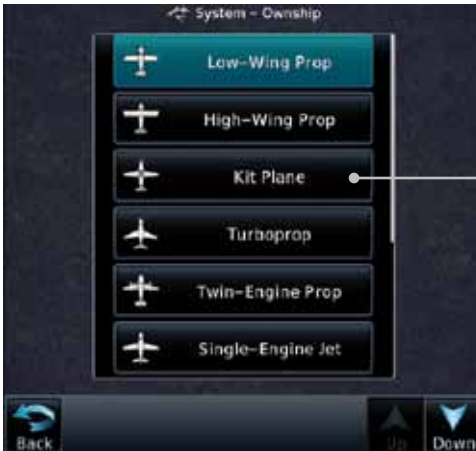 System – Ownship
Low–Wing Prop
High–Wing Prop
Kit Plane
Turboprop
Twin–Engine Prop
Single–Engine Jet
Back
Up
Down